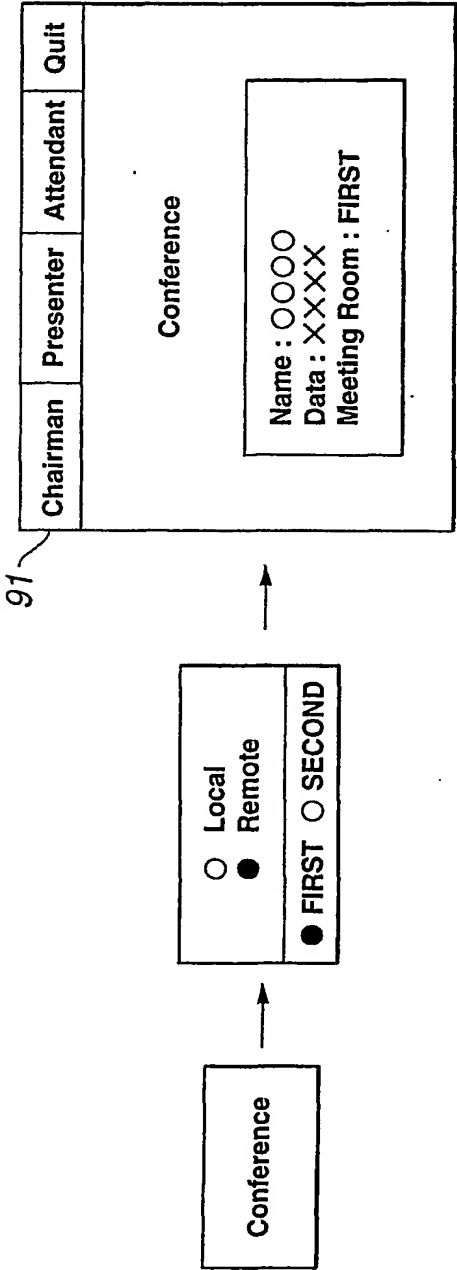 Conference
○ Local
● Remote
● FIRST ○ SECOND
91
Chairman Presenter Attendant Quit
Conference
Name : ○○○○
Data : ××××
Meeting Room : FIRST